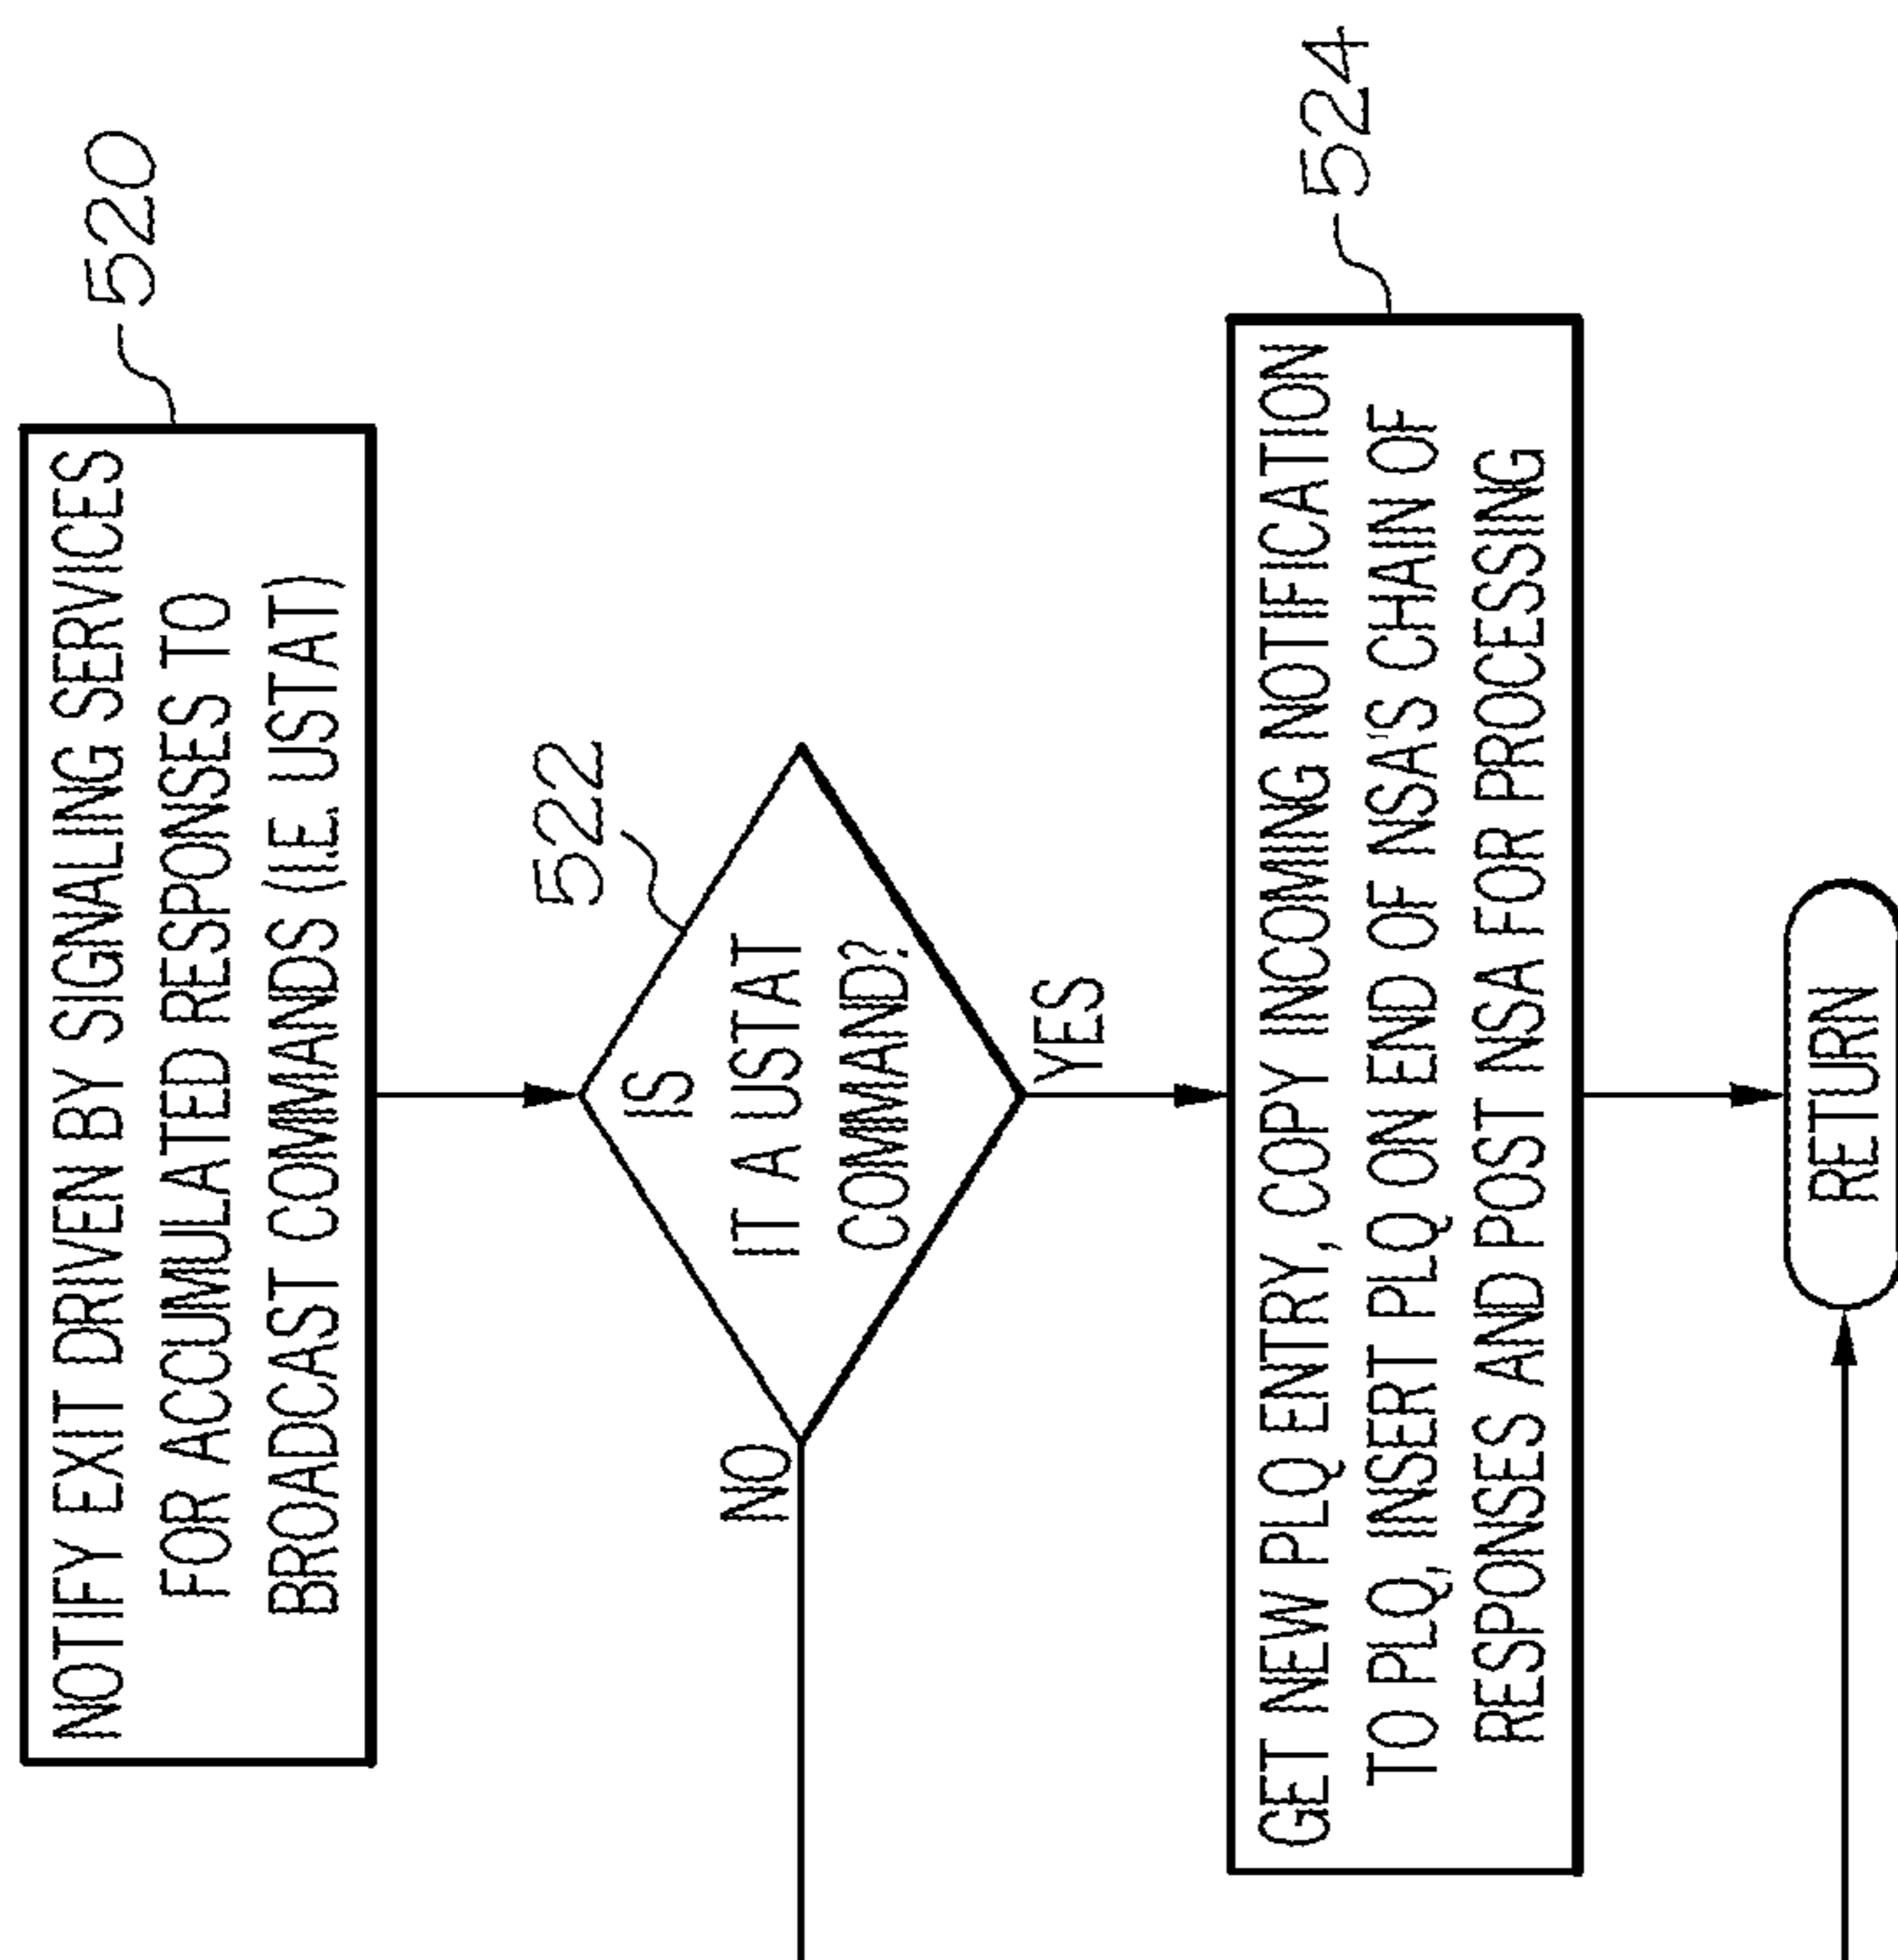 NOTIFY EXIT DRIVEN BY SIGNALING SERVICES
FOR ACCUMULATED RESPONSES TO
BROADCAST COMMANDS (I.E. USTAT)
520
IS
IT A USTAT
COMMAND?
522
NO
YES
GET NEW PLQ ENTRY, COPY INCOMING NOTIFICATION
TO PLQ, INSERT PLQ ON END OF NSA'S CHAIN OF
RESPONSES AND POST NSA FOR PROCESSING
524
RETURN